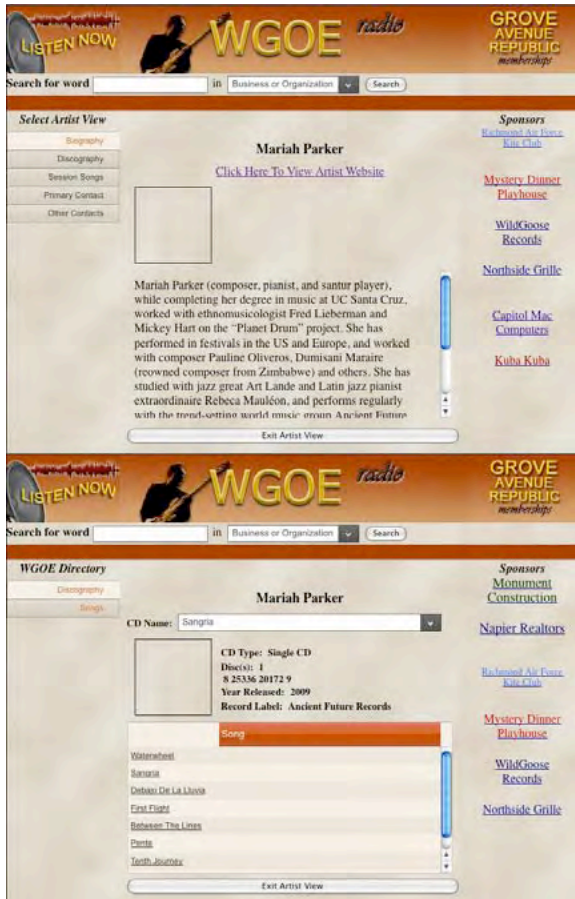 LISTEN NOW
WGOE radio
GROVE
AVENUE
REPUBLIC
memberships
Search for word in Business or Organization Search
Select Artist View
Biography
Discography
Session Songs
Primary Contact
Other Contacts
Mariah Parker
Click Here To View Artist Website
Mariah Parker (composer, pianist, and santur player),
while completing her degree in music at UC Santa Cruz,
worked with ethnomusicologist Fred Lieberman and
Mickey Hart on the “Planet Drum” project. She has
performed in festivals in the US and Europe, and worked
with composer Pauline Oliveros, Dumisani Maraire
(reowned composer from Zimbabwe) and others. She has
studied with jazz great Art Lande and Latin jazz pianist
extraordinaire Rebeca Mauléon, and performs regularly
with the trend-setting world music group Ancient Future
Exit Artist View
Sponsors
Richmond Air Force
Kite Club
Mystery Dinner
Playhouse
WildGoose
Records
Northside Grille
Capitol Mac
Computers
Kuba Kuba
LISTEN NOW
WGOE radio
GROVE
AVENUE
REPUBLIC
memberships
Search for word in Business or Organization Search
WGOE Directory
Discography
Songs
Mariah Parker
CD Name: Sangria
CD Type: Single CD
Disc(s): 1
8 25336 20172 9
Year Released: 2009
Record Label: Ancient Future Records
Song
Waterwheel
Sangria
Debajo De La Lluvia
First Flight
Between The Lines
Penta
Tenth Journey
Exit Artist View
Sponsors
Monument
Construction
Napier Realtors
Richmond Air Force
Kite Club
Mystery Dinner
Playhouse
WildGoose
Records
Northside Grille